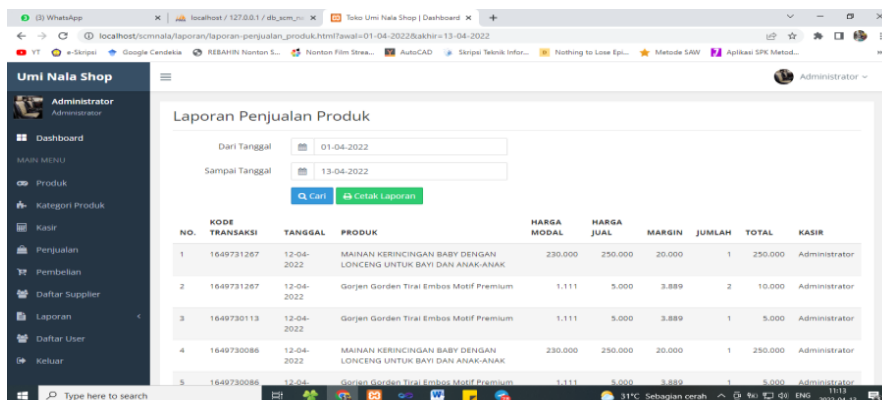 (3) WhatsApp
localhost / 127.0.0.1 / db_scm_n
Toko Umi Nala Shop | Dashboard
localhost/scmnala/laporan/laporan-penjualan_produk.html?awal=01-04-2022&akhir=13-04-2022
YT e-Skripsi Google Cendekia REBAHIN Nonton S... Nonton Film Strea... AutoCAD Skripsi Teknik Infor... Nothing to Lose Epi... Metode SAW Aplikasi SPK Metod...
Umi Nala Shop
Administrator
Administrator
Administrator
Dashboard
MAIN MENU
Produk
Kategori Produk
Kasir
Penjualan
Pembelian
Daftar Supplier
Laporan
Daftar User
Keluar
Laporan Penjualan Produk
Dari Tanggal 01-04-2022
Sampai Tanggal 13-04-2022
Cari Cetak Laporan
NO. KODE TRANSAKSI TANGGAL PRODUK HARGA MODAL HARGA JUAL MARGIN JUMLAH TOTAL KASIR
1 1649731267 12-04-2022 MAINAN KERINCINGAN BABY DENGAN LONCENG UNTUK BAYI DAN ANAK-ANAK 230.000 250.000 20.000 1 250.000 Administrator
2 1649731267 12-04-2022 Gorjen Gorden Tirai Embos Motif Premium 1.111 5.000 3.889 2 10.000 Administrator
3 1649730113 12-04-2022 Gorjen Gorden Tirai Embos Motif Premium 1.111 5.000 3.889 1 5.000 Administrator
4 1649730086 12-04-2022 MAINAN KERINCINGAN BABY DENGAN LONCENG UNTUK BAYI DAN ANAK-ANAK 230.000 250.000 20.000 1 250.000 Administrator
5 1649730086 12-04- Gorjen Gorden Tirai Embos Motif Premium 1.111 5.000 3.889 1 5.000 Administrator
Type here to search
31°C Sebagian cerah
ENG
11:13
2022-04-13